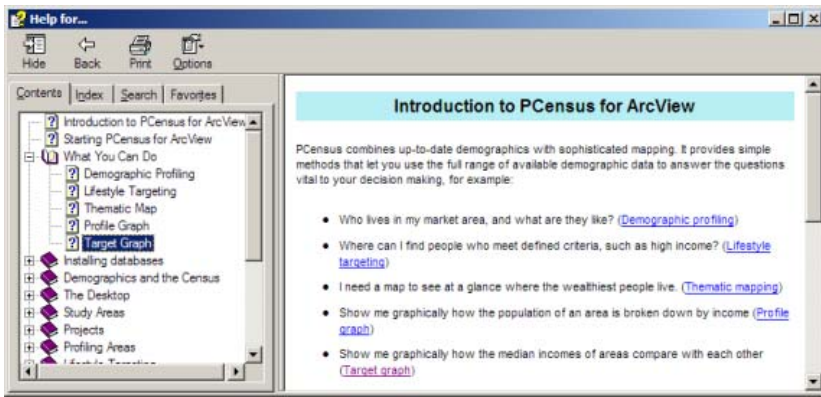 Help for...
Hide Back Print Options
Contents Index Search Favorites
Introduction to PCensus for ArcView
Starting PCensus for ArcView
What You Can Do
Demographic Profiling
Lifestyle Targeting
Thematic Map
Profile Graph
Target Graph
Installing databases
Demographics and the Census
The Desktop
Study Areas
Projects
Profiling Areas
Lifestyle Targeting
Introduction to PCensus for ArcView
PCensus combines up-to-date demographics with sophisticated mapping. It provides simple
methods that let you use the full range of available demographic data to answer the questions
vital to your decision making, for example:
• Who lives in my market area, and what are they like? (Demographic profiling)
• Where can I find people who meet defined criteria, such as high income? (Lifestyle
targeting)
• I need a map to see at a glance where the wealthiest people live. (Thematic mapping)
• Show me graphically how the population of an area is broken down by income (Profile
graph)
• Show me graphically how the median incomes of areas compare with each other
(Target graph)